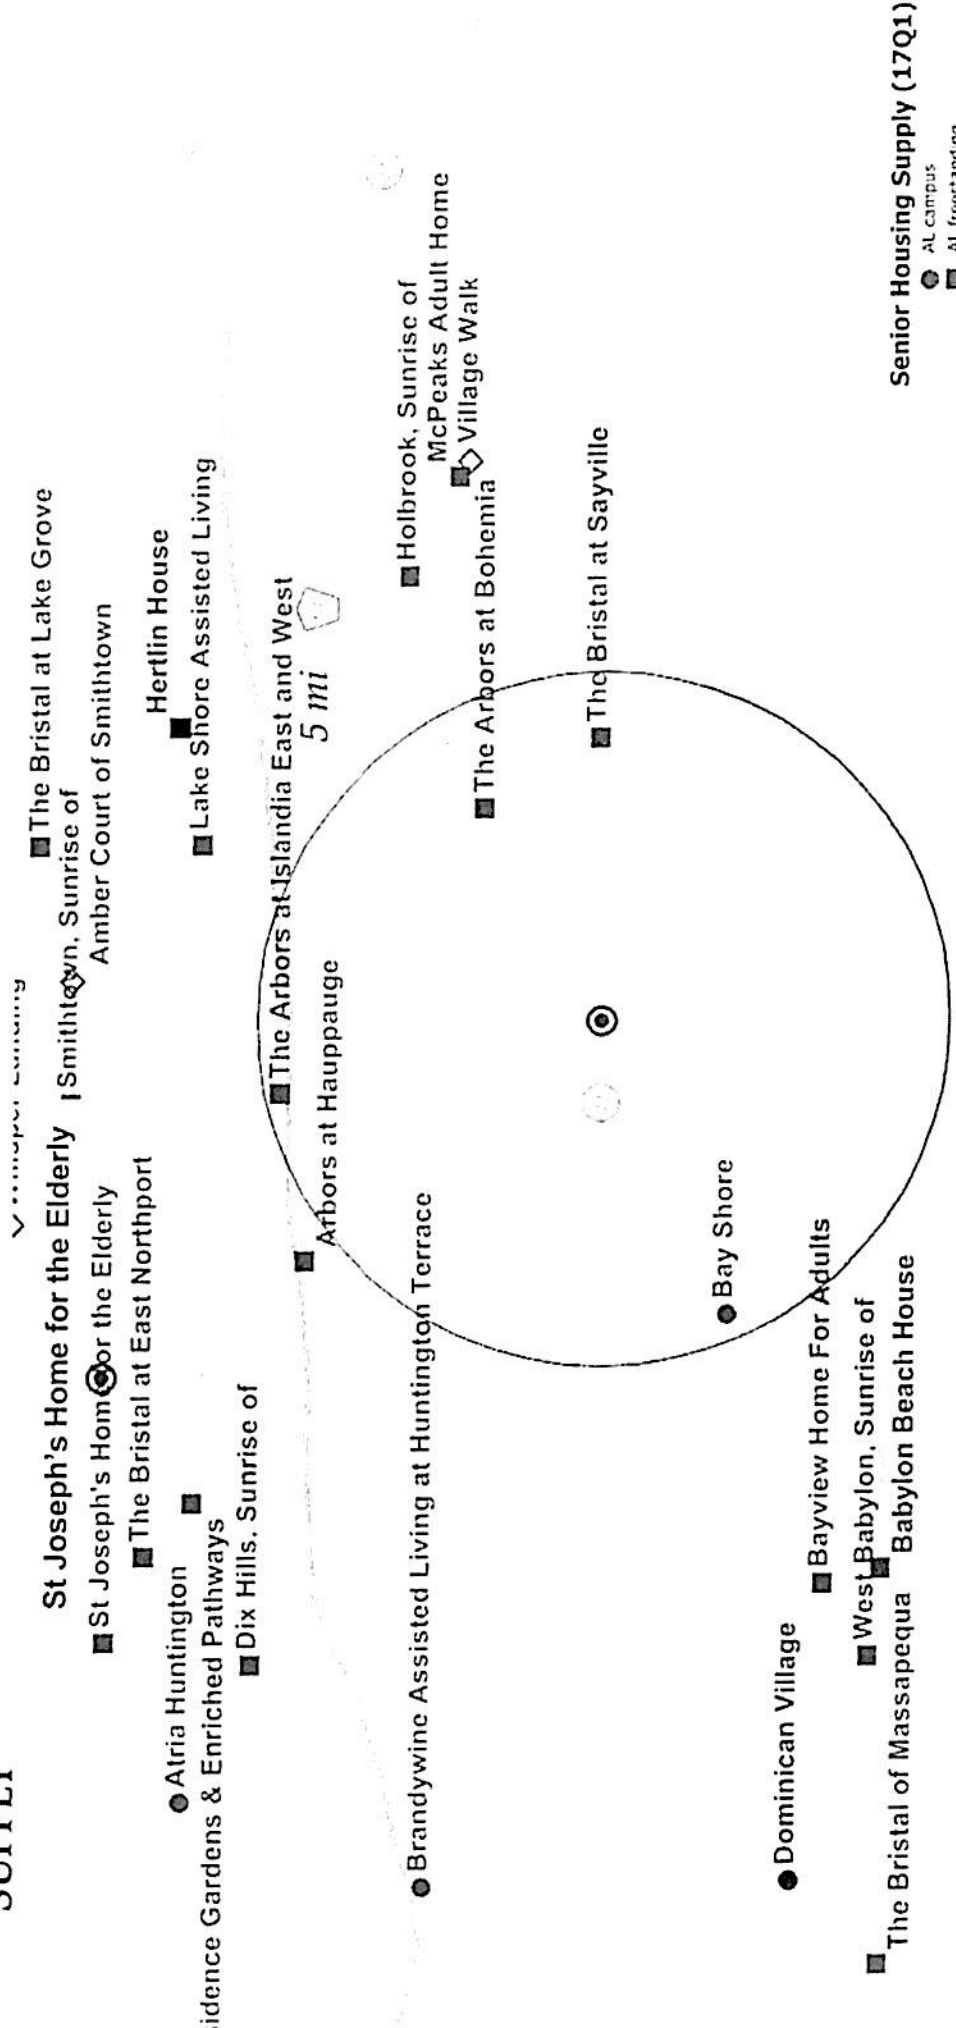 The Bristal at Lake Grove
Smithtown, Sunrise of
Amber Court of Smithtown
St Joseph's Home for the Elderly
St Joseph's Home for the Elderly
Hertlin House
The Bristal at East Northport
Lake Shore Assisted Living
Atria Huntington
idence Gardens & Enriched Pathways
Dix Hills, Sunrise of
The Arbors at Islandia East and West
5 mi
Arbors at Hauppauge
Holbrook, Sunrise of
McPeaks Adult Home
Village Walk
Brandywine Assisted Living at Huntington Terrace
The Arbors at Bohemia
The Bristal at Sayville
Bay Shore
Dominican Village
Bayview Home For Adults
West Babylon, Sunrise of
Babylon Beach House
The Bristal of Massapequa
Senior Housing Supply (17Q1)
AL campus
AL freestanding